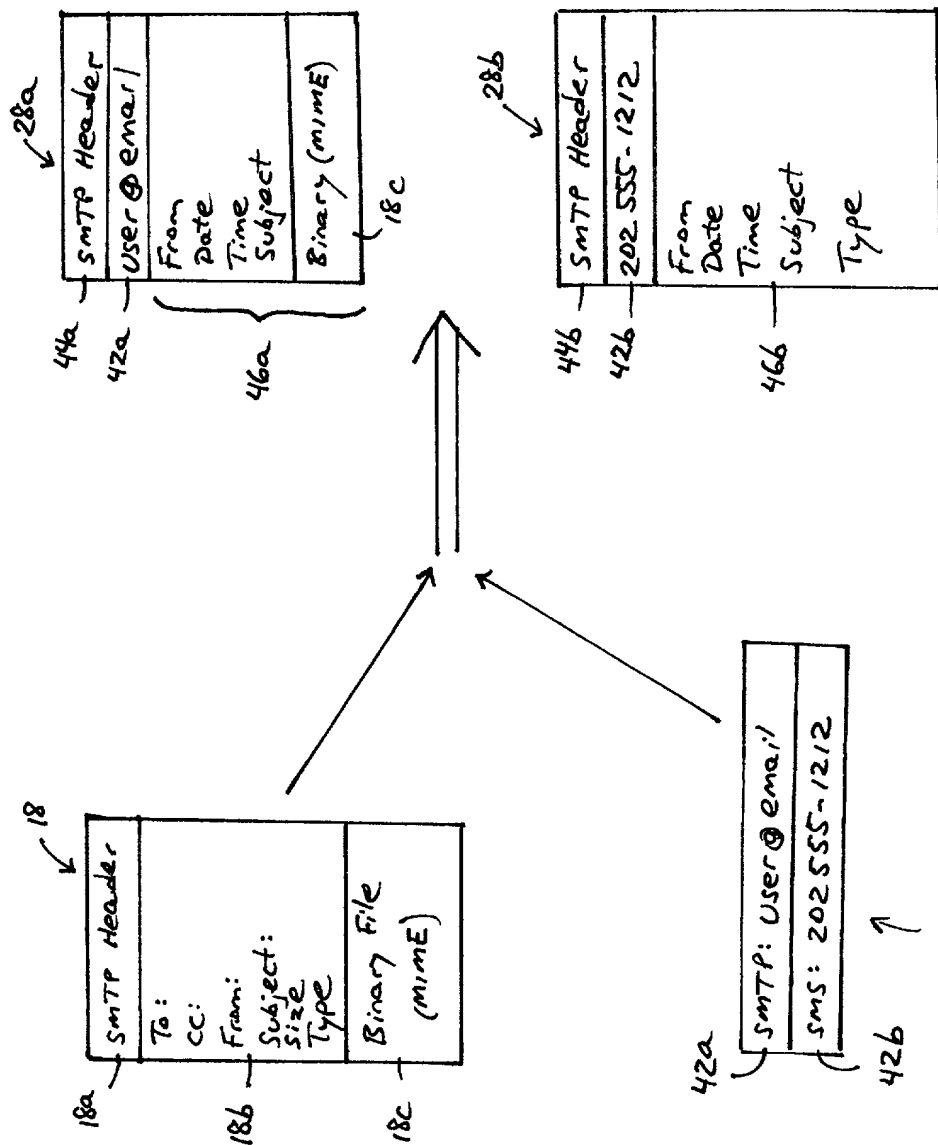 18
18a
SMTP Header
To:
CC:
From:
Subject:
Size
Type
18b
Binary File
(MIME)
18c
42a
SMTP: User@email
SMS: 202 555-1212
42b
28a
44a
SMTP Header
42a
User@email
From
Date
Time
Subject
46a
Binary (MIME)
18c
28b
44b
SMTP Header
42b
202 555-1212
From
Date
Time
Subject
Type
46b